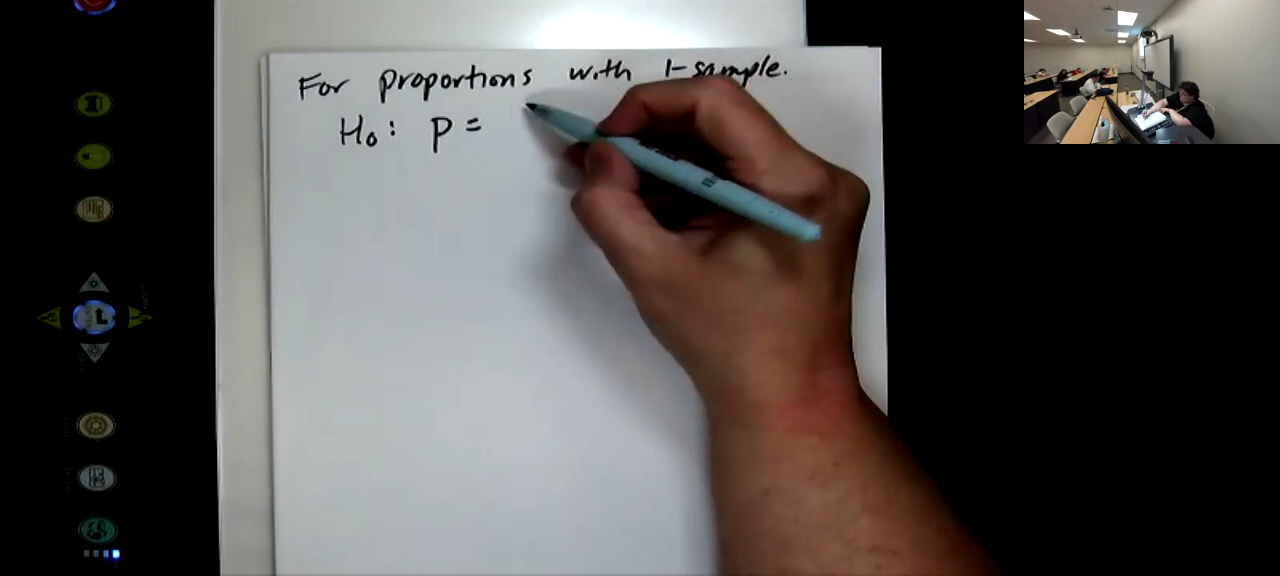 For proportions with 1-sample.
H₀: p =